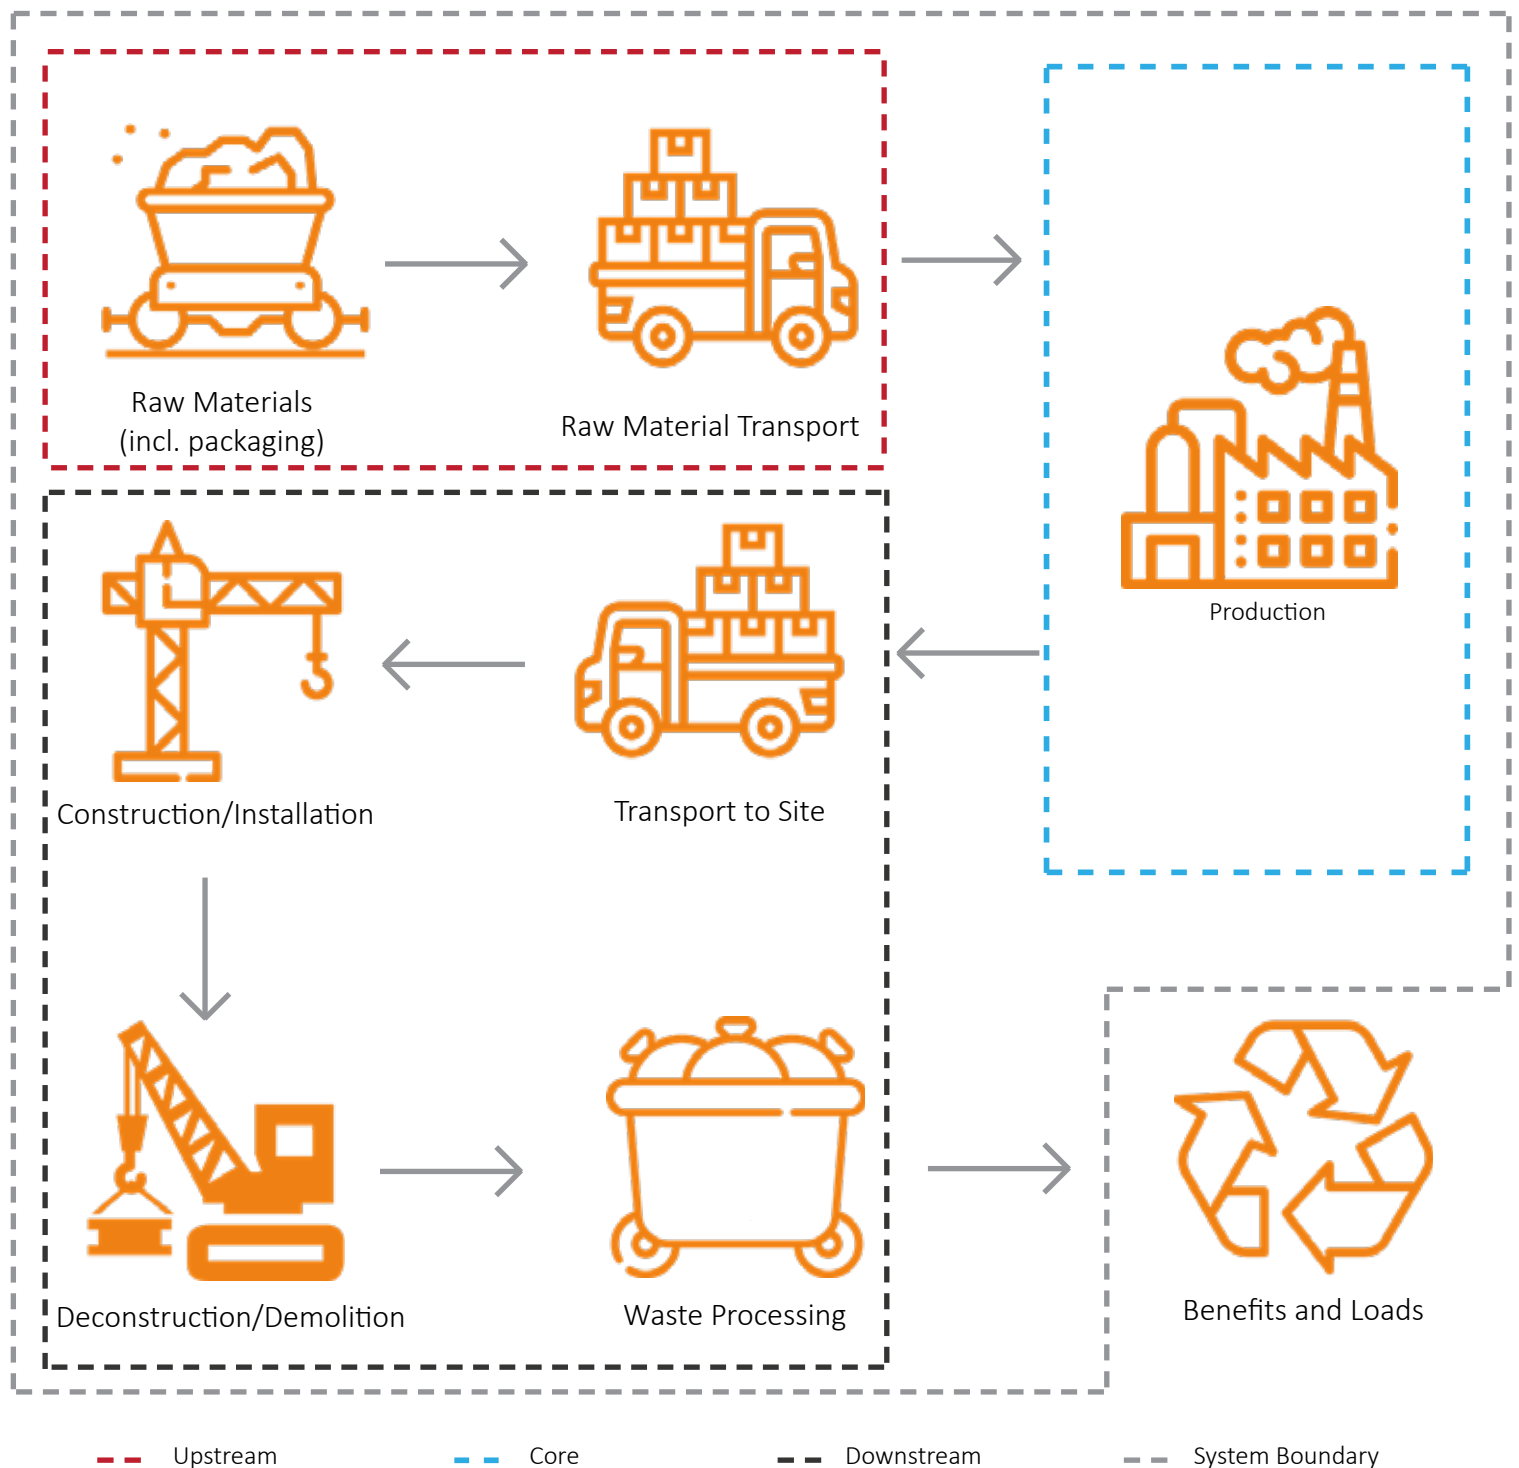 Raw Materials
(incl. packaging)
Raw Material Transport
Production
Construction/Installation
Transport to Site
Deconstruction/Demolition
Waste Processing
Benefits and Loads
Upstream
Core
Downstream
System Boundary